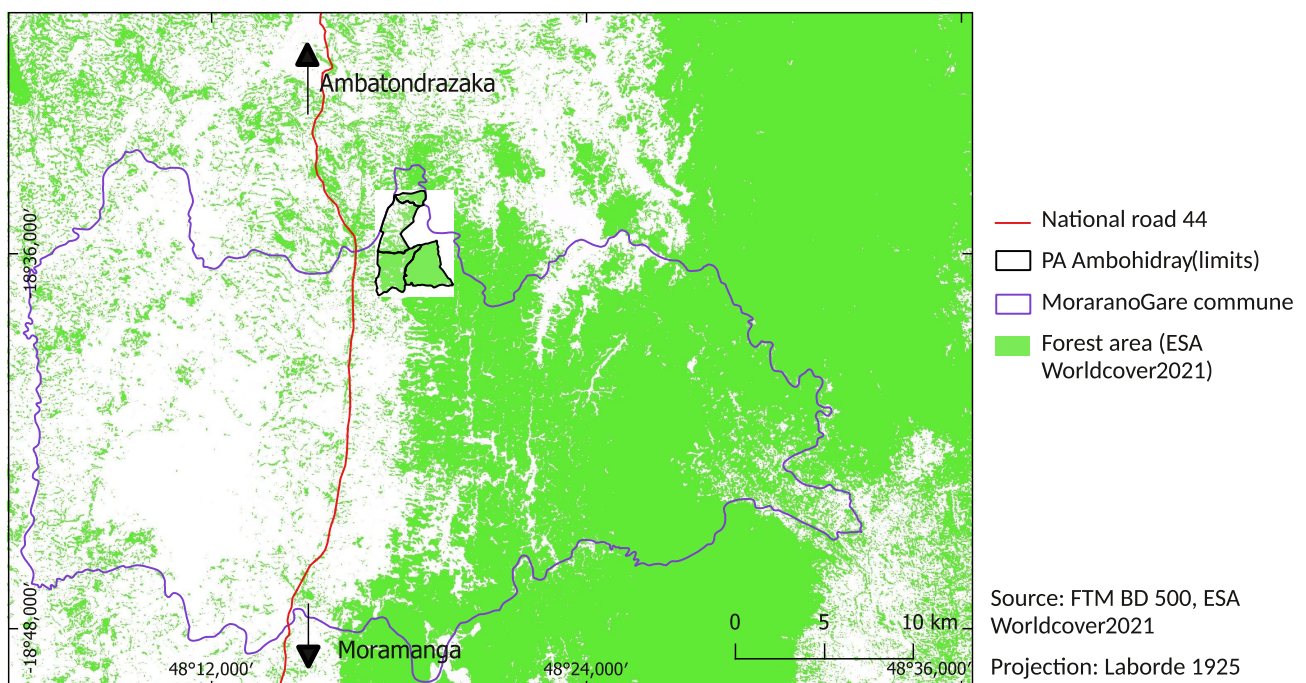 Ambatondrazaka
-18°36,000′
-18°48,000′
Moramanga
0 5 10 km
48°12,000′ 48°24,000′ 48°36,000′
National road 44
PA Ambohidray(limits)
MoraranoGare commune
Forest area (ESA
Worldcover2021)
Source: FTM BD 500, ESA
Worldcover2021
Projection: Laborde 1925